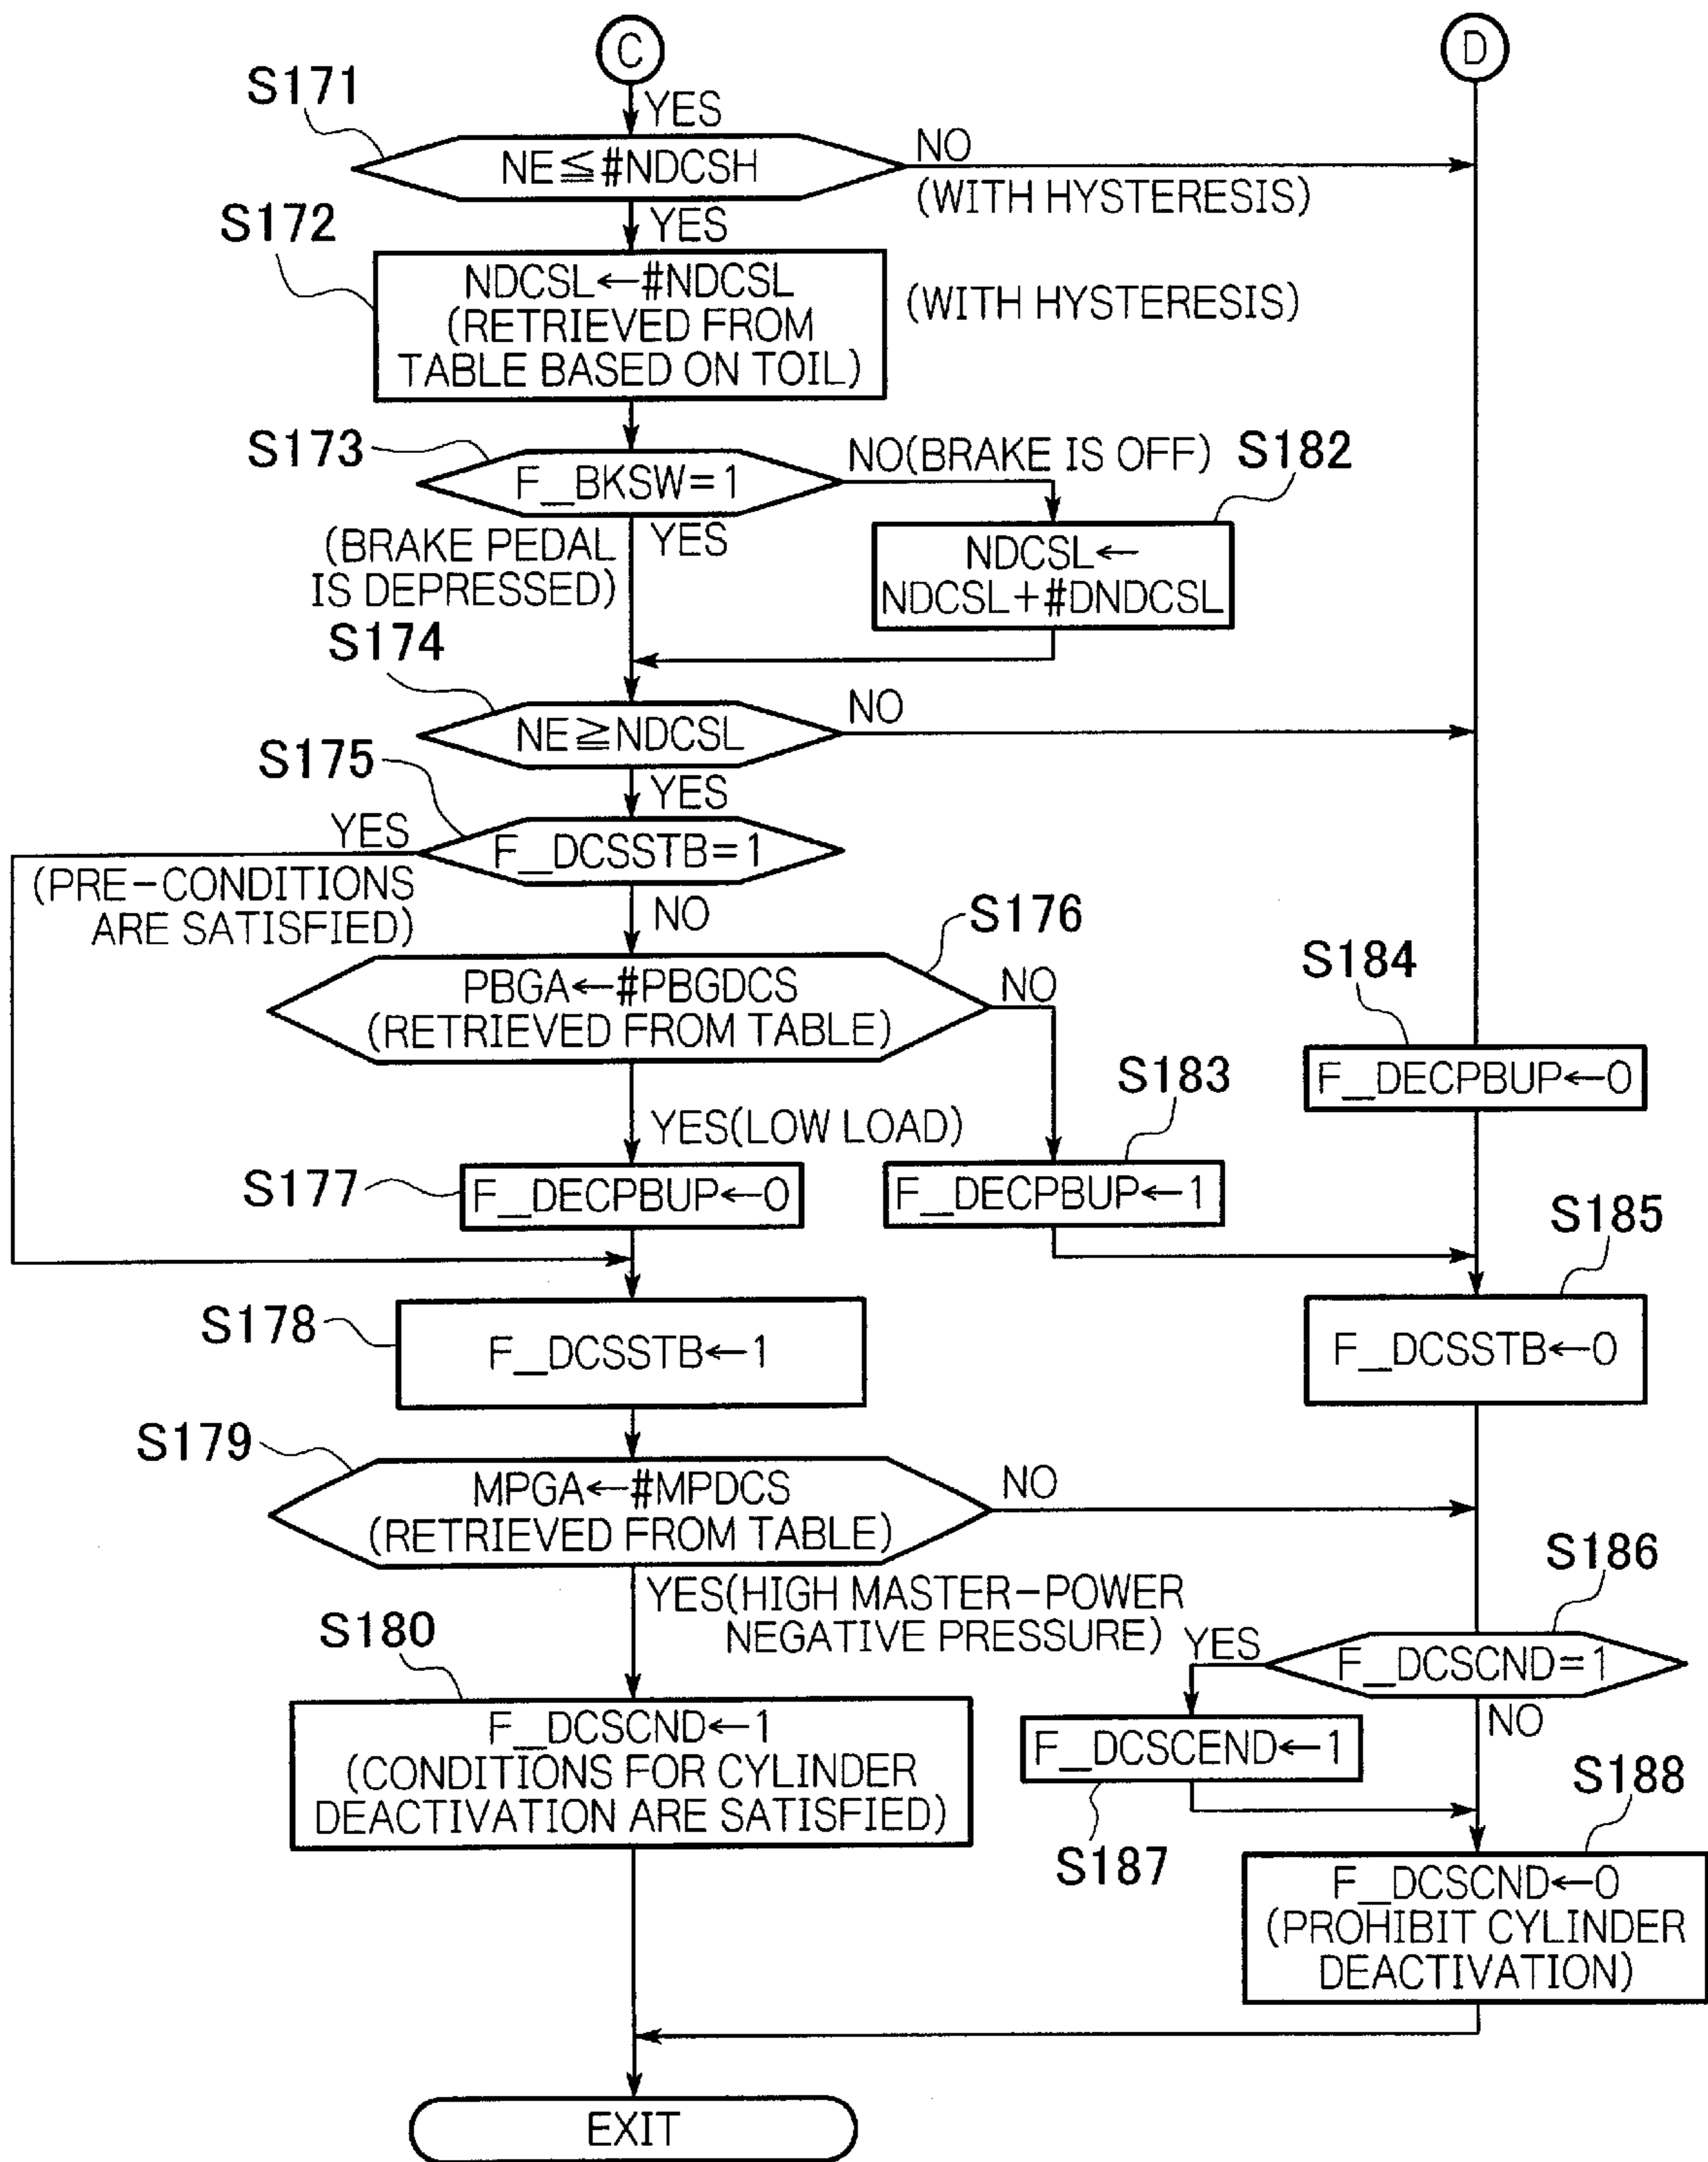 C
D
S171
YES
NE≦#NDCSH
NO
(WITH HYSTERESIS)
S172
YES
NDCSL←#NDCSL
(RETRIEVED FROM
TABLE BASED ON TOIL)
(WITH HYSTERESIS)
S173
F_BKSW=1
NO(BRAKE IS OFF)
S182
(BRAKE PEDAL
IS DEPRESSED)
YES
NDCSL←
NDCSL+#DNDCSL
S174
NE≧NDCSL
NO
S175
YES
YES
F_DCSSTB=1
(PRE-CONDITIONS
ARE SATISFIED)
NO
S176
PBGA←#PBGDCS
(RETRIEVED FROM TABLE)
NO
S184
F_DECPBUP←0
YES(LOW LOAD)
S183
S177
F_DECPBUP←0
F_DECPBUP←1
S185
S178
F_DCSSTB←1
F_DCSSTB←0
S179
MPGA←#MPDCS
(RETRIEVED FROM TABLE)
NO
S186
YES(HIGH MASTER-POWER
NEGATIVE PRESSURE)
S180
YES
F_DCSCND=1
NO
F_DCSCND←1
(CONDITIONS FOR CYLINDER
DEACTIVATION ARE SATISFIED)
F_DCSCEND←1
S188
S187
F_DCSCND←0
(PROHIBIT CYLINDER
DEACTIVATION)
EXIT